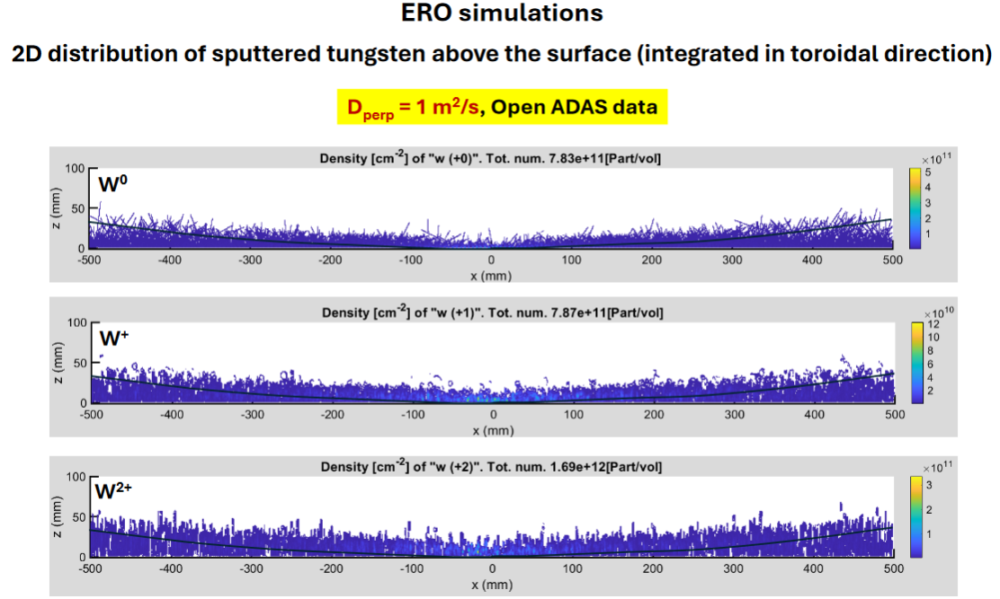 ERO simulations
2D distribution of sputtered tungsten above the surface (integrated in toroidal direction)
D_perp = 1 m²/s, Open ADAS data
Density [cm⁻²] of "w (+0)". Tot. num. 7.83e+11[Part/vol]
W⁰
z (mm)
100
50
0
-500 -400 -300 -200 -100 0 100 200 300 400 500
x (mm)
×10¹¹
5
4
3
2
1
Density [cm⁻²] of "w (+1)". Tot. num. 7.87e+11[Part/vol]
W⁺
z (mm)
100
50
0
-500 -400 -300 -200 -100 0 100 200 300 400 500
x (mm)
×10¹⁰
12
10
8
6
4
2
Density [cm⁻²] of "w (+2)". Tot. num. 1.69e+12[Part/vol]
W²⁺
z (mm)
100
50
0
-500 -400 -300 -200 -100 0 100 200 300 400 500
x (mm)
×10¹¹
3
2
1